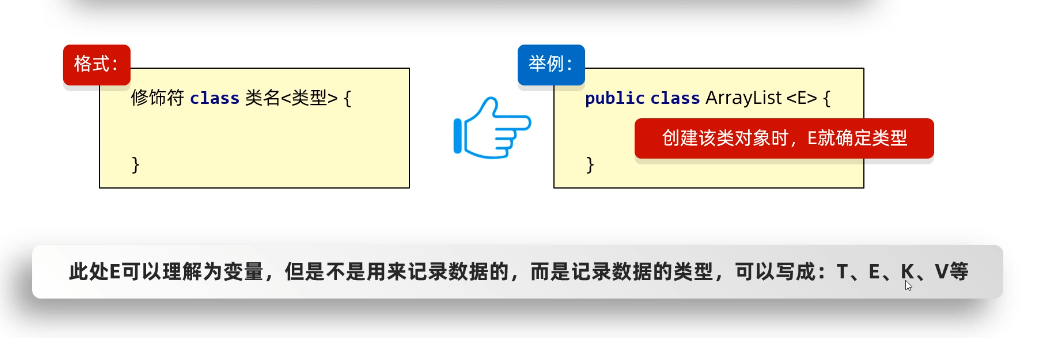 格式：
修饰符 class 类名<类型> {
}
举例：
public class ArrayList <E> {
创建该类对象时，E就确定类型
}
此处E可以理解为变量，但是不是用来记录数据的，而是记录数据的类型，可以写成：T、E、K、V等